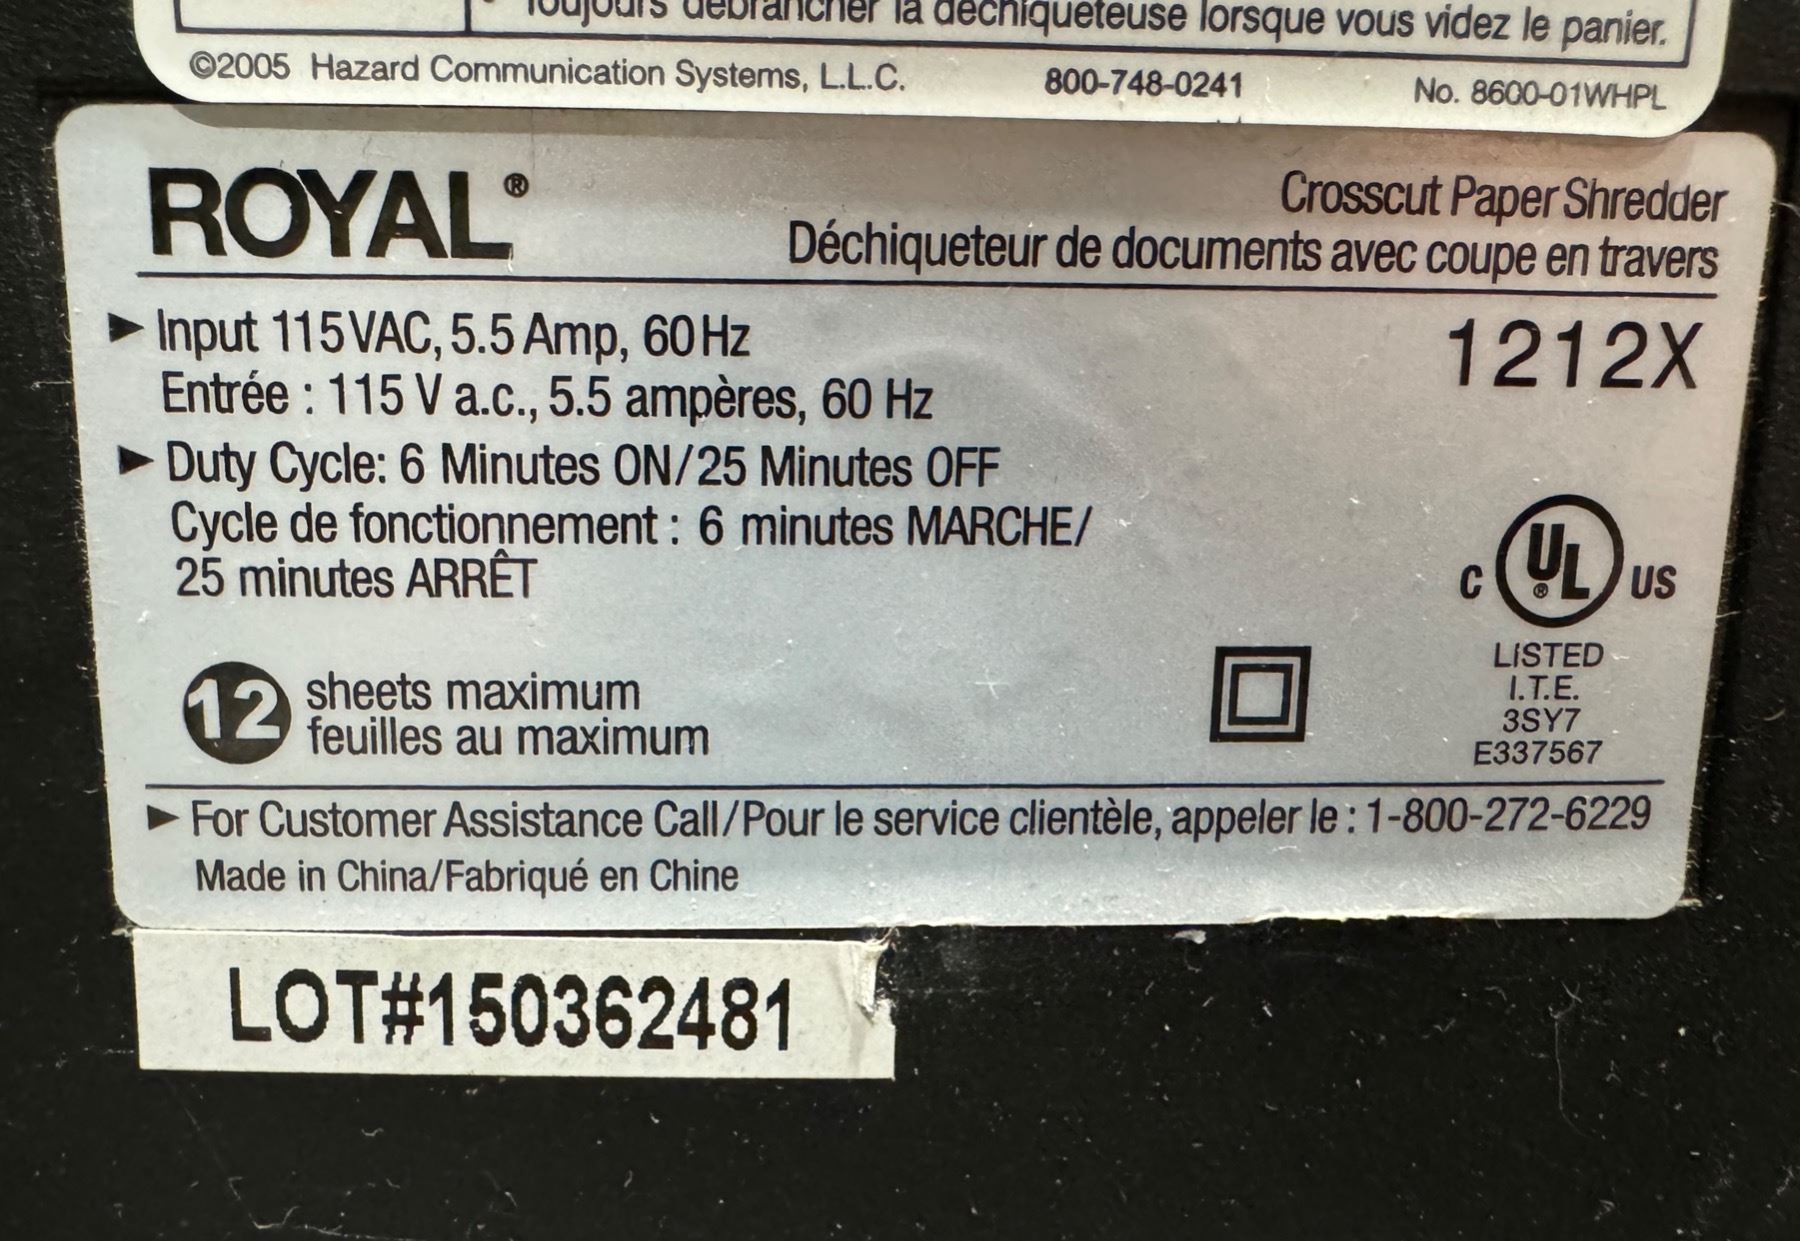 Toujours débrancher la déchiqueteuse lorsque vous videz le panier.
©2005 Hazard Communication Systems, L.L.C. 800-748-0241 No. 8600-01WHPL
ROYAL®
Crosscut Paper Shredder
Déchiqueteur de documents avec coupe en travers
► Input 115VAC, 5.5 Amp, 60Hz
1212X
Entrée : 115 V a.c., 5.5 ampères, 60 Hz
► Duty Cycle: 6 Minutes ON/25 Minutes OFF
Cycle de fonctionnement : 6 minutes MARCHE/
25 minutes ARRÊT
C UL® US
LISTED
I.T.E.
3SY7
E337567
12 sheets maximum
feuilles au maximum
► For Customer Assistance Call/Pour le service clientèle, appeler le : 1-800-272-6229
Made in China/Fabriqué en Chine
LOT#150362481